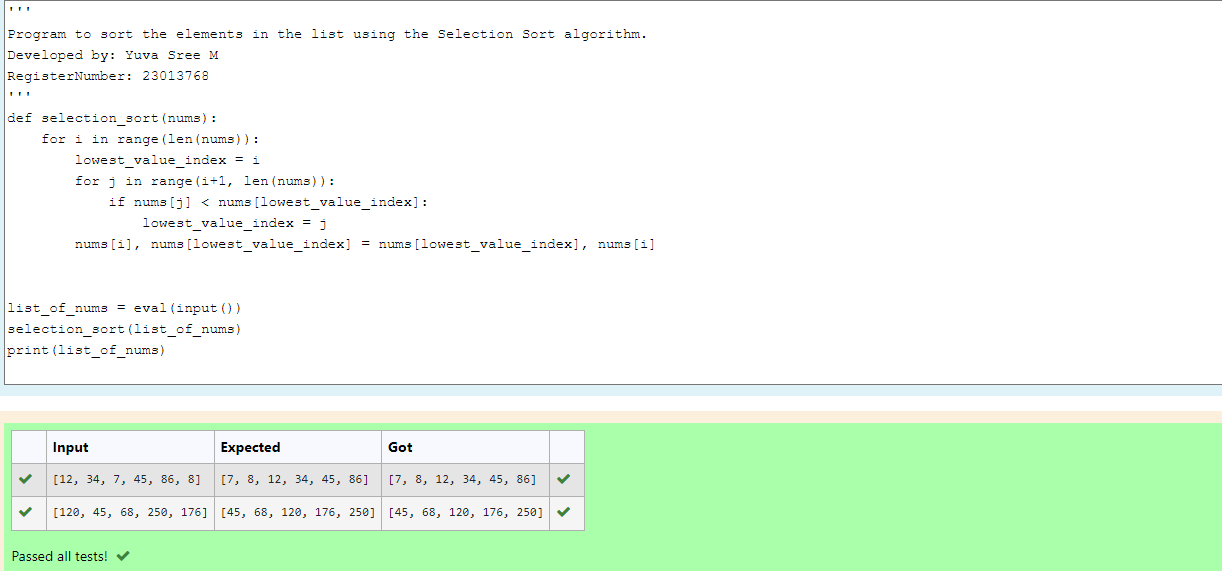 '''
Program to sort the elements in the list using the Selection Sort algorithm.
Developed by: Yuva Sree M
RegisterNumber: 23013768
'''
def selection_sort(nums):
    for i in range(len(nums)):
        lowest_value_index = i
        for j in range(i+1, len(nums)):
            if nums[j] < nums[lowest_value_index]:
                lowest_value_index = j
        nums[i], nums[lowest_value_index] = nums[lowest_value_index], nums[i]
list_of_nums = eval(input())
selection_sort(list_of_nums)
print(list_of_nums)
Input Expected Got
[12, 34, 7, 45, 86, 8] [7, 8, 12, 34, 45, 86] [7, 8, 12, 34, 45, 86]
[120, 45, 68, 250, 176] [45, 68, 120, 176, 250] [45, 68, 120, 176, 250]
Passed all tests!